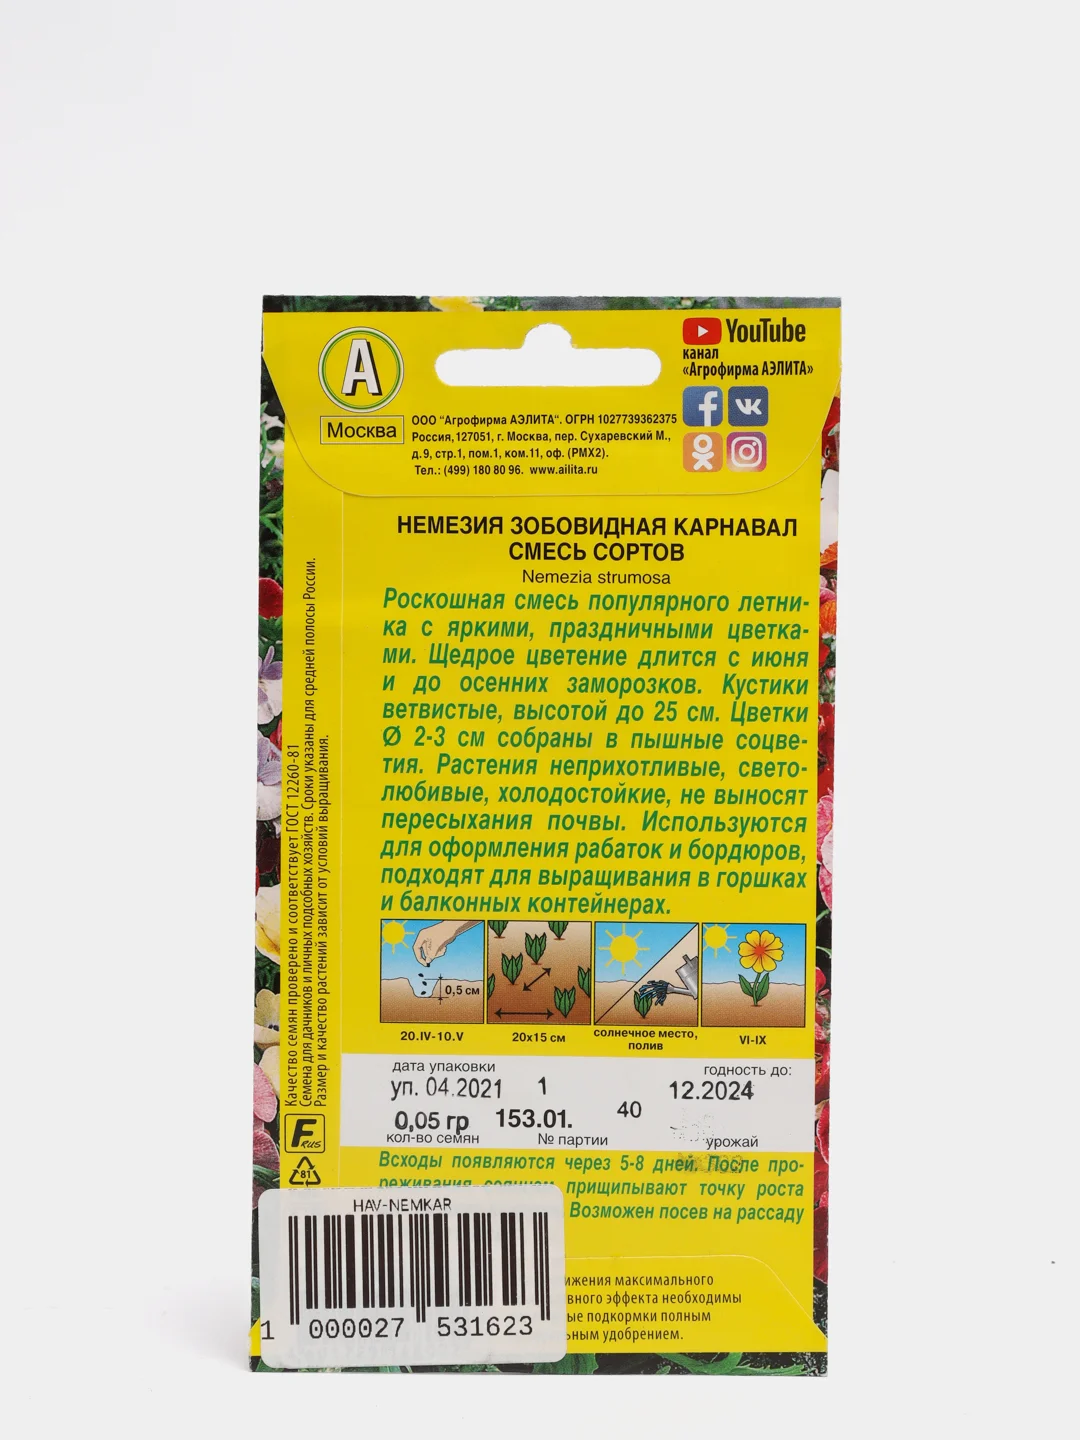 А
Москва
YouTube
канал
«Агрофирма АЭЛИТА»
ООО "Агрофирма АЭЛИТА". ОГРН 1027739362375
Россия, 127051, г. Москва, пер. Сухаревский М.,
д.9, стр.1, пом.1, ком.11, оф. (РМХ2).
Тел.: (499) 180 80 96. www.ailita.ru
НЕМЕЗИЯ ЗОБОВИДНАЯ КАРНАВАЛ
СМЕСЬ СОРТОВ
Nemezia strumosa
Роскошная смесь популярного летни-
ка с яркими, праздничными цветка-
ми. Щедрое цветение длится с июня
и до осенних заморозков. Кустики
ветвистые, высотой до 25 см. Цветки
Ø 2-3 см собраны в пышные соцве-
тия. Растения неприхотливые, свето-
любивые, холодостойкие, не выносят
пересыхания почвы. Используются
для оформления рабаток и бордюров,
подходят для выращивания в горшках
и балконных контейнерах.
0,5 см
20.IV-10.V
20x15 см
солнечное место,
полив
VI-IX
Качество семян проверено и соответствует ГОСТ 12260-81
Семена для дачников и личных подсобных хозяйств. Сроки указаны для средней полосы России.
Размер и качество растений зависит от условий выращивания.
дата упаковки
годность до:
уп. 04.2021 1
12.2024
0,05 гр 153.01. 40
кол-во семян № партии урожай
F RUS
81
Всходы появляются через 5-8 дней. После про-
реживания прищипывают точку роста
Возможен посев на рассаду
максимального
эффекта необходимы
подкормки полным
удобрением.
HAV-NEMKAR
1 000027 531623